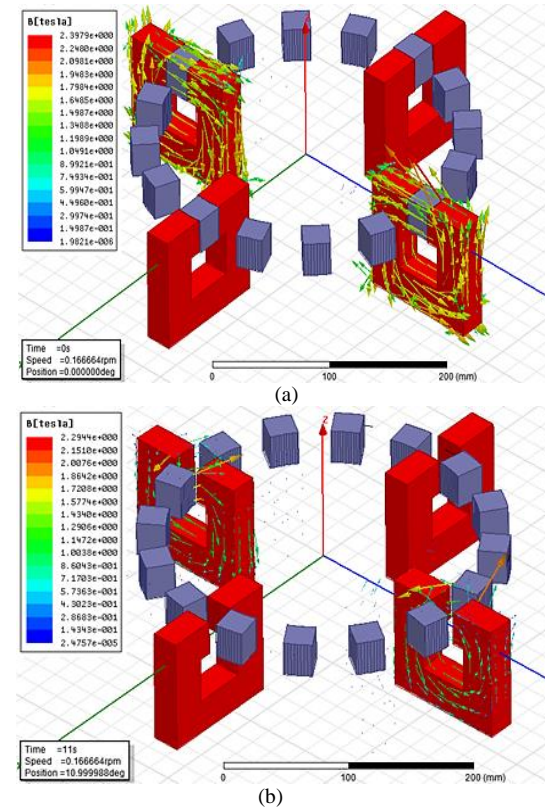 B[tesla]
2.3979e+000
2.2480e+000
2.0981e+000
1.9483e+000
1.7984e+000
1.6485e+000
1.4987e+000
1.3488e+000
1.1989e+000
1.0491e+000
8.9921e-001
7.4934e-001
5.9947e-001
4.4960e-001
2.9974e-001
1.4987e-001
1.9821e-006
Time =0s
Speed =0.166664rpm
Position =0.000000deg
0 100 200 (mm)
(a)
B[tesla]
2.2944e+000
2.1510e+000
2.0076e+000
1.8642e+000
1.7208e+000
1.5774e+000
1.4340e+000
1.2906e+000
1.1472e+000
1.0038e+000
8.6043e-001
7.1703e-001
5.7363e-001
4.3023e-001
2.8683e-001
1.4343e-001
2.4757e-005
Z
Time =11s
Speed =0.166664rpm
Position =10.999988deg
0 100 200 (mm)
(b)